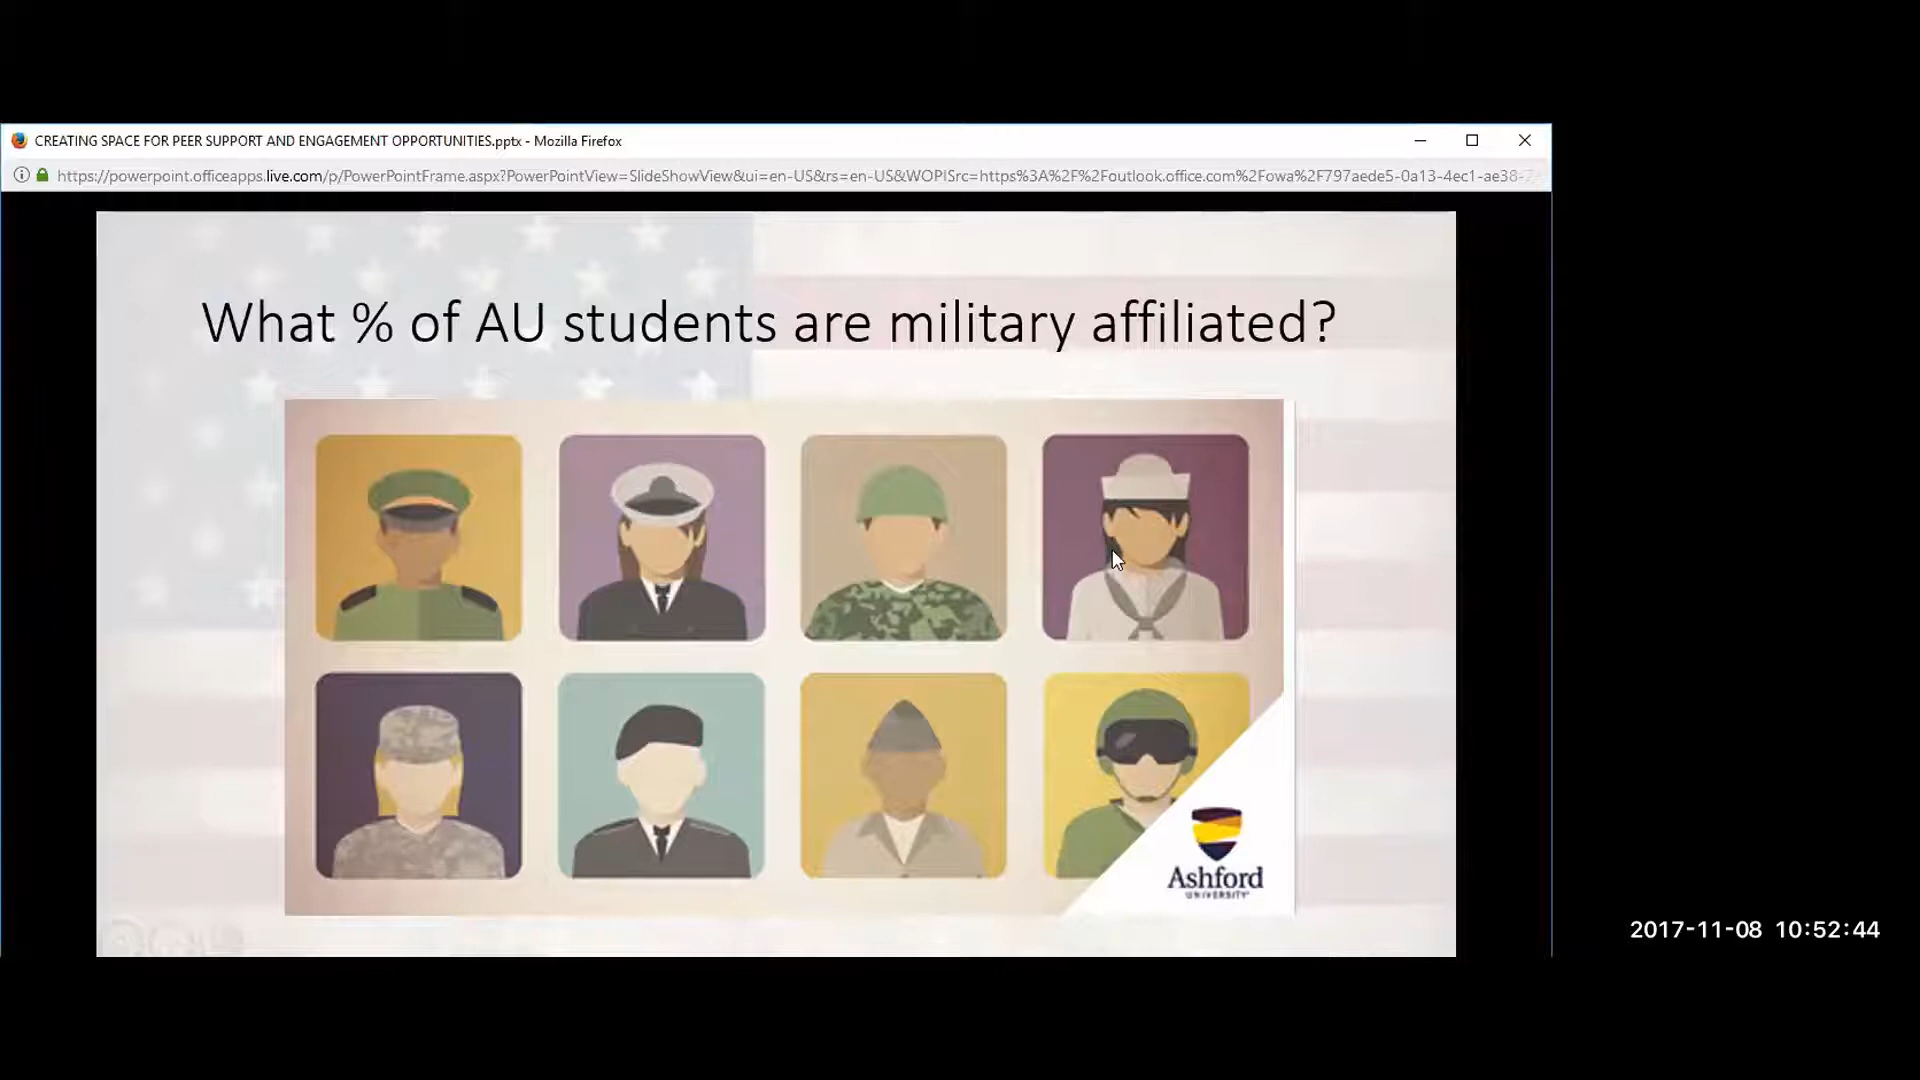 CREATING SPACE FOR PEER SUPPORT AND ENGAGEMENT OPPORTUNITIES.pptx - Mozilla Firefox
https://powerpoint.officeapps.live.com/p/PowerPointFrame.aspx?PowerPointView=SlideShowView&ui=en-US&rs=en-US&WOPISrc=https%3A%2F%2Foutlook.office.com%2Fowa%2F797aede5-0a13-4ec1-ae38-7
What % of AU students are military affiliated?
Ashford
UNIVERSITY
2017-11-08 10:52:44